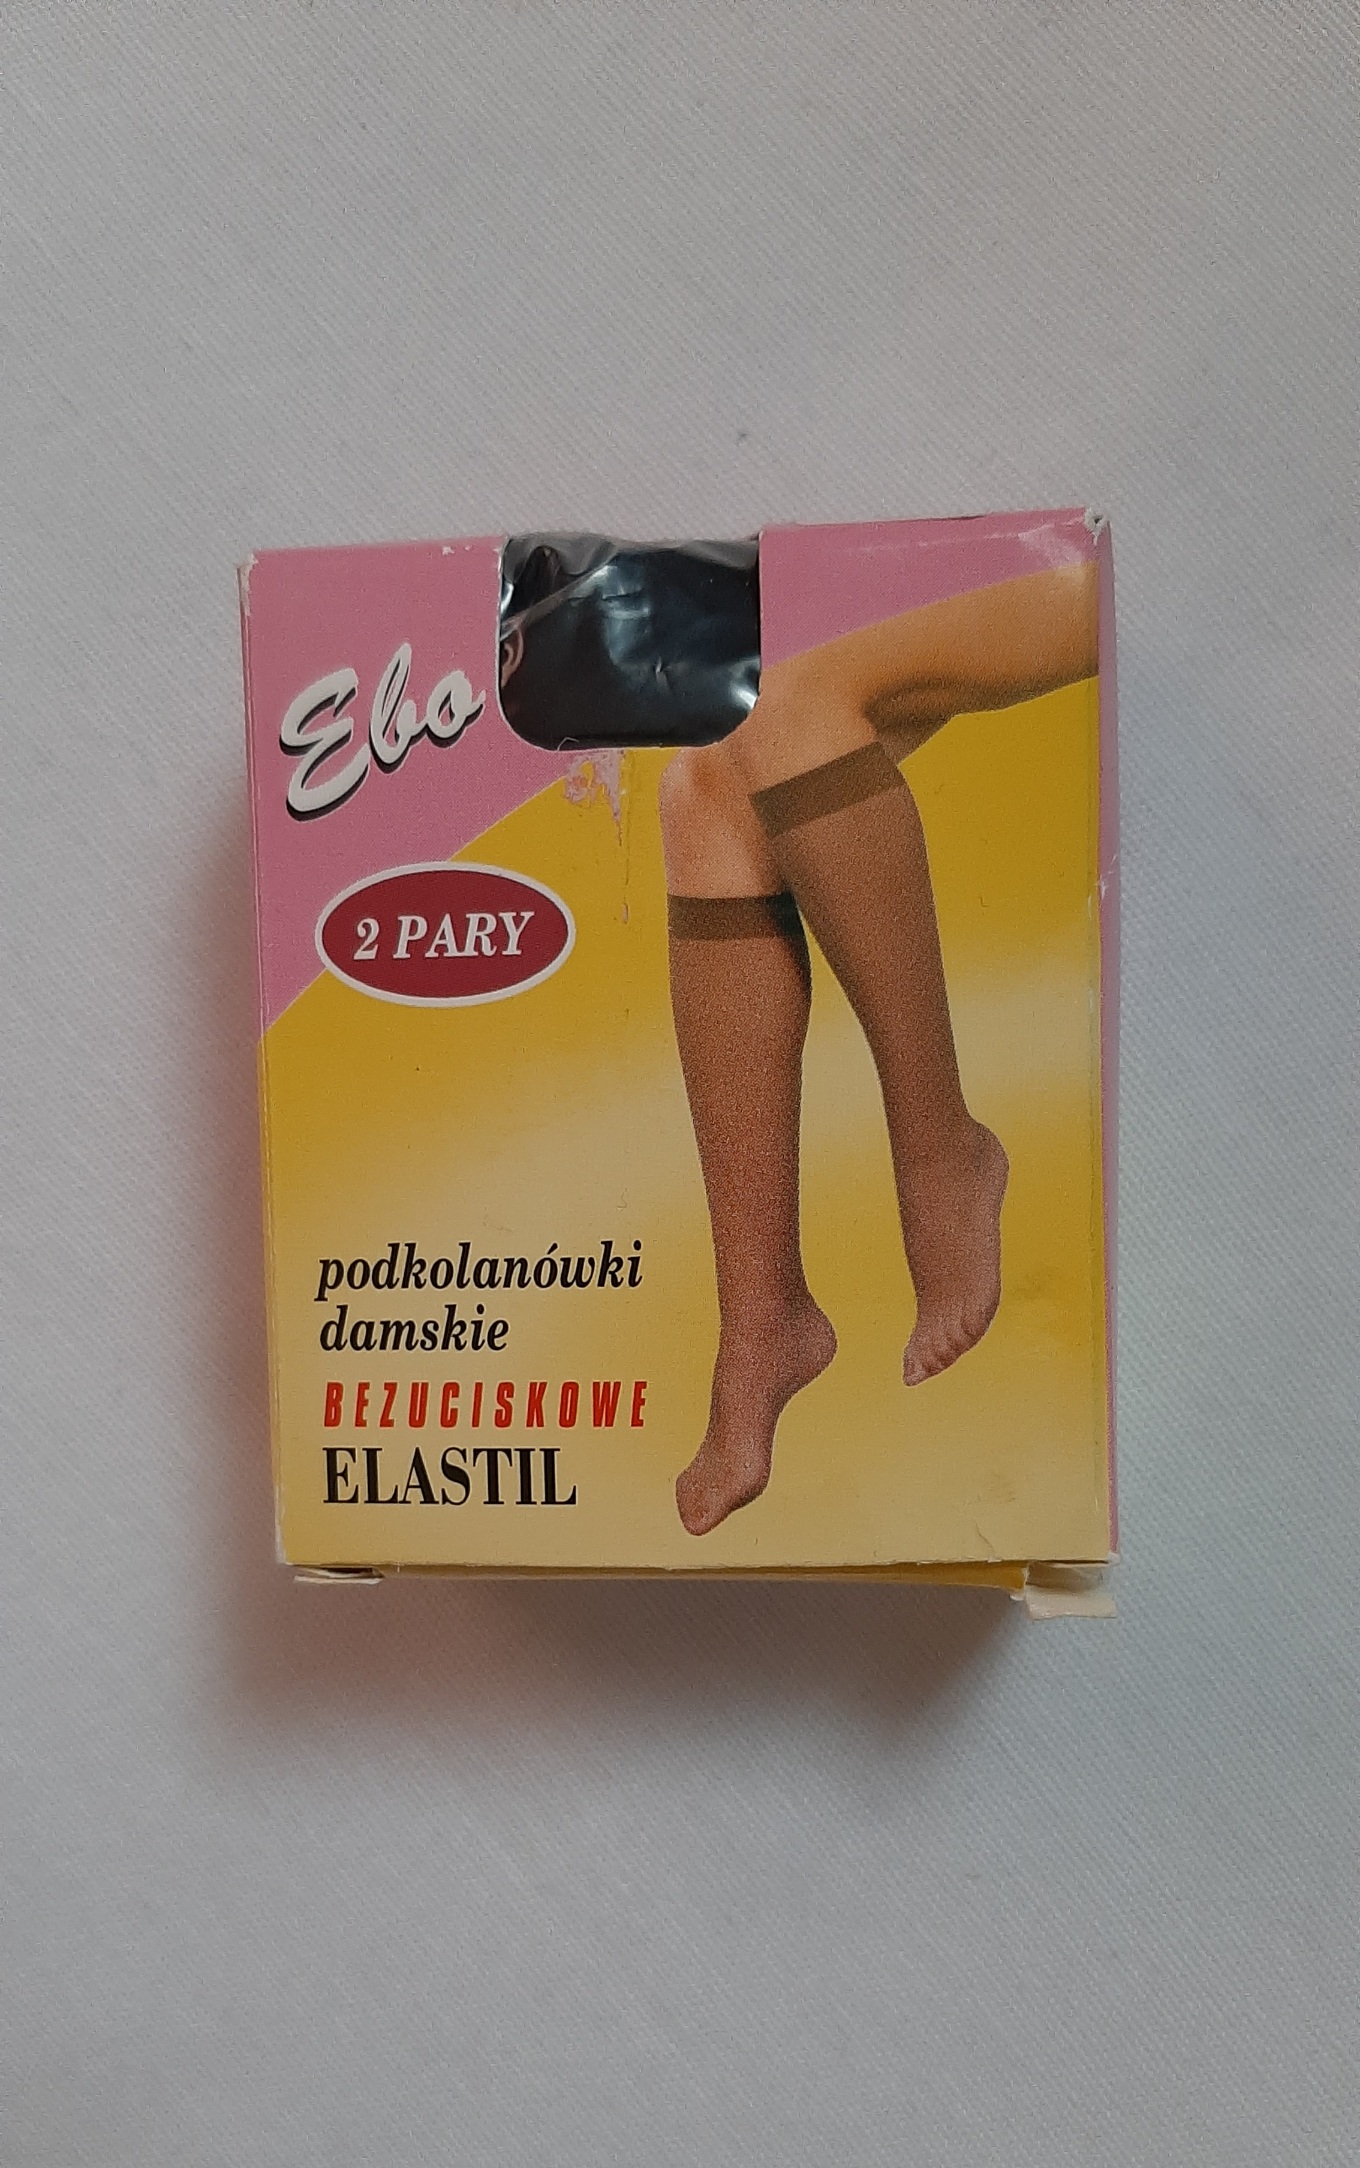 Ebo
2 PARY
podkolanówki
damskie
BEZUCISKOWE
ELASTIL